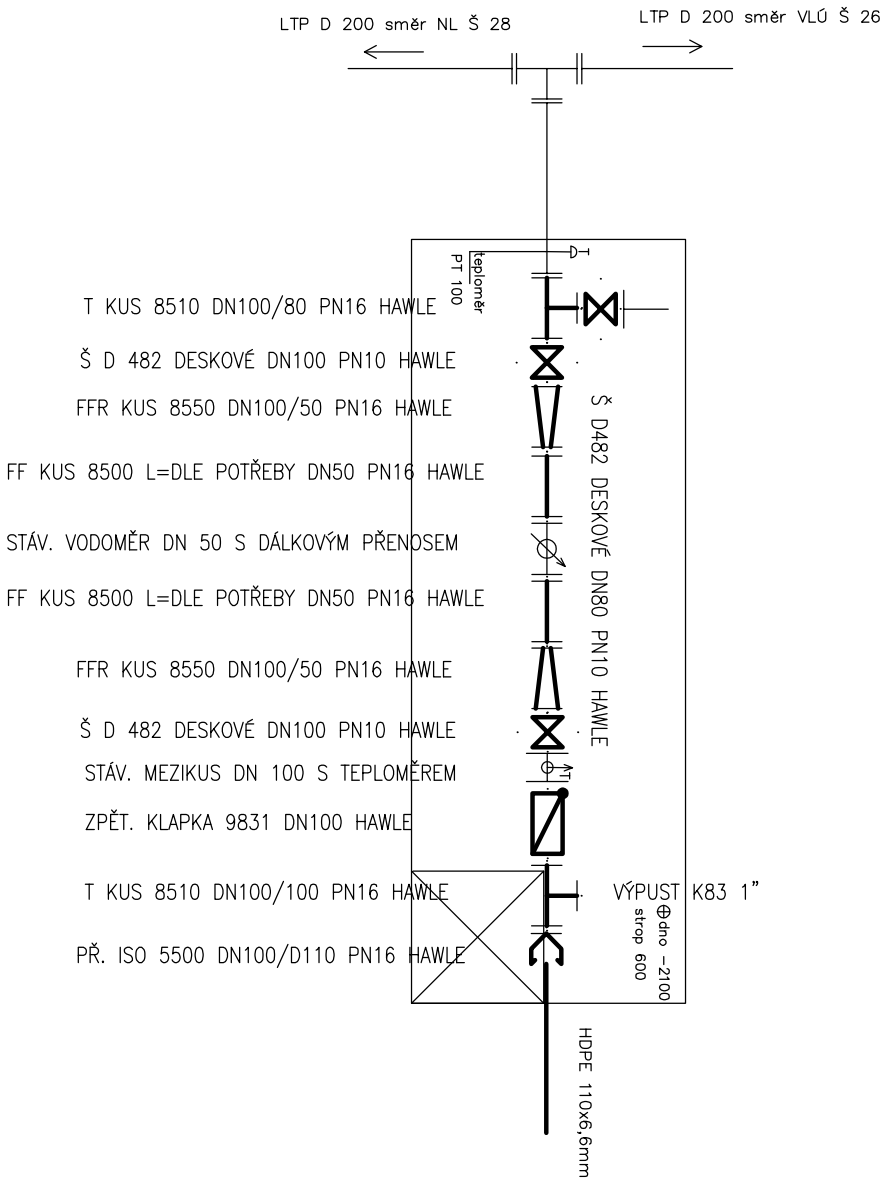 LTP D 200 směr NL Š 28
LTP D 200 směr VLÚ Š 26
T
teploměr
PT 100
T KUS 8510 DN100/80 PN16 HAWLE
Š D 482 DESKOVÉ DN100 PN10 HAWLE
FFR KUS 8550 DN100/50 PN16 HAWLE
Š D482 DESKOVÉ DN80 PN10 HAWLE
FF KUS 8500 L=DLE POTŘEBY DN50 PN16 HAWLE
STÁV. VODOMĚR DN 50 S DÁLKOVÝM PŘENOSEM
FF KUS 8500 L=DLE POTŘEBY DN50 PN16 HAWLE
FFR KUS 8550 DN100/50 PN16 HAWLE
Š D 482 DESKOVÉ DN100 PN10 HAWLE
STÁV. MEZIKUS DN 100 S TEPLOMĚREM
T
ZPĚT. KLAPKA 9831 DN100 HAWLE
T KUS 8510 DN100/100 PN16 HAWLE
VÝPUST K83 1"
dno -2100
strop 600
PŘ. ISO 5500 DN100/D110 PN16 HAWLE
HDPE 110x6,6mm